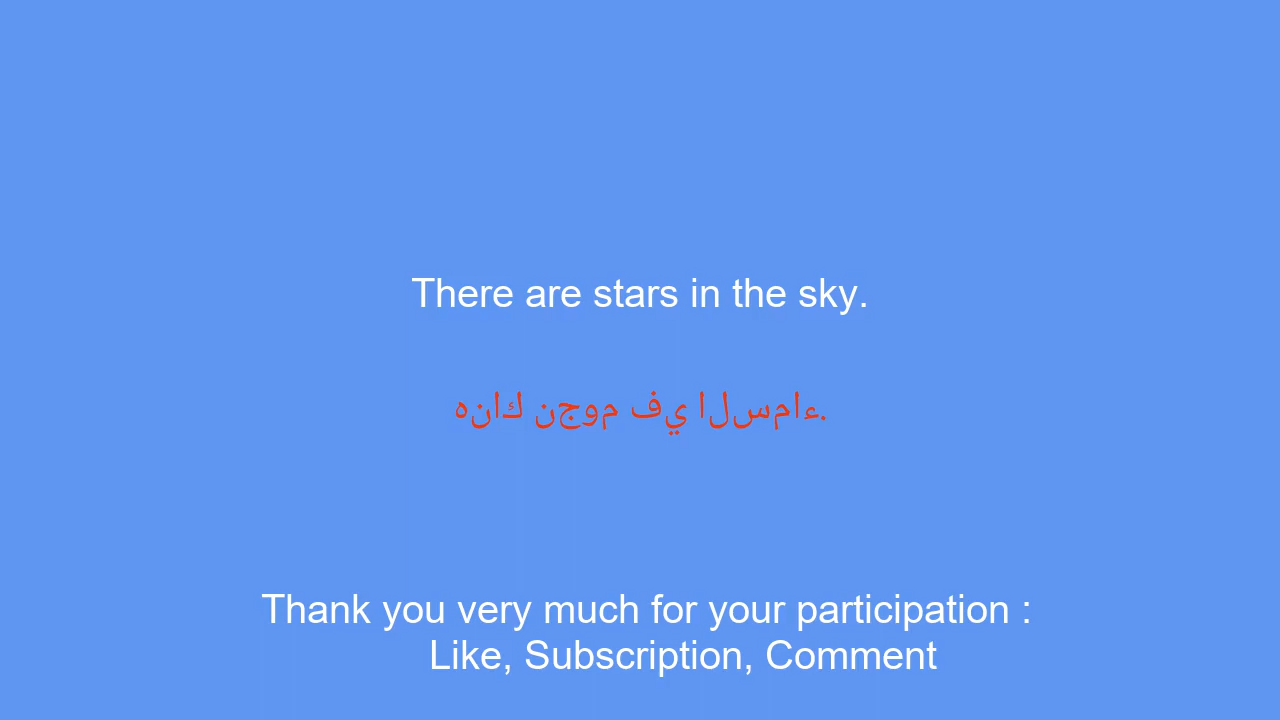 There are stars in the sky.
هناك نجوم في السماء.
Thank you very much for your participation :
Like, Subscription, Comment